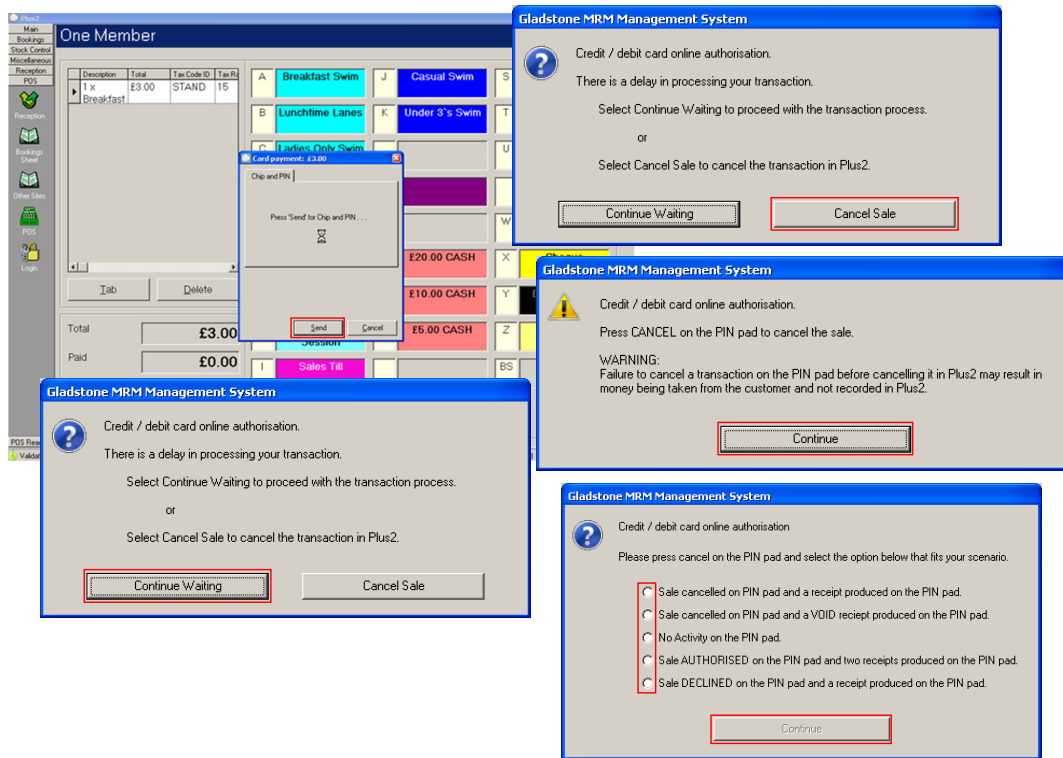 Plus2
Main
Bookings
Stock Control
Miscellaneous
Reception
POS
Reception
Bookings
Sheet
Other Sites
POS
Login
One Member
Description Total Tax Code ID Tax Ra
1 x £3.00 STAND 15
Breakfast
A Breakfast Swim J Casual Swim S
B Lunchtime Lanes K Under 3`s Swim T
C Ladies Only Swim U
W
£20.00 CASH X
£10.00 CASH Y
£5.00 CASH Z
Session
I Sales Till BS
Tab Delete
Total £3.00
Paid £0.00
Card payment: £3.00
Chip and PIN
Press 'Send' for Chip and PIN . . .
Send Cancel
Gladstone MRM Management System
Credit / debit card online authorisation.
There is a delay in processing your transaction.
Select Continue Waiting to proceed with the transaction process.
or
Select Cancel Sale to cancel the transaction in Plus2.
Continue Waiting Cancel Sale
Gladstone MRM Management System
Credit / debit card online authorisation.
Press CANCEL on the PIN pad to cancel the sale.
WARNING:
Failure to cancel a transaction on the PIN pad before cancelling it in Plus2 may result in
money being taken from the customer and not recorded in Plus2.
Continue
Gladstone MRM Management System
Credit / debit card online authorisation.
There is a delay in processing your transaction.
Select Continue Waiting to proceed with the transaction process.
or
Select Cancel Sale to cancel the transaction in Plus2.
Continue Waiting Cancel Sale
Gladstone MRM Management System
Credit / debit card online authorisation
Please press cancel on the PIN pad and select the option below that fits your scenario.
Sale cancelled on PIN pad and a receipt produced on the PIN pad.
Sale cancelled on PIN pad and a VOID reciept produced on the PIN pad.
No Activity on the PIN pad.
Sale AUTHORISED on the PIN pad and two receipts produced on the PIN pad.
Sale DECLINED on the PIN pad and a receipt produced on the PIN pad.
Continue